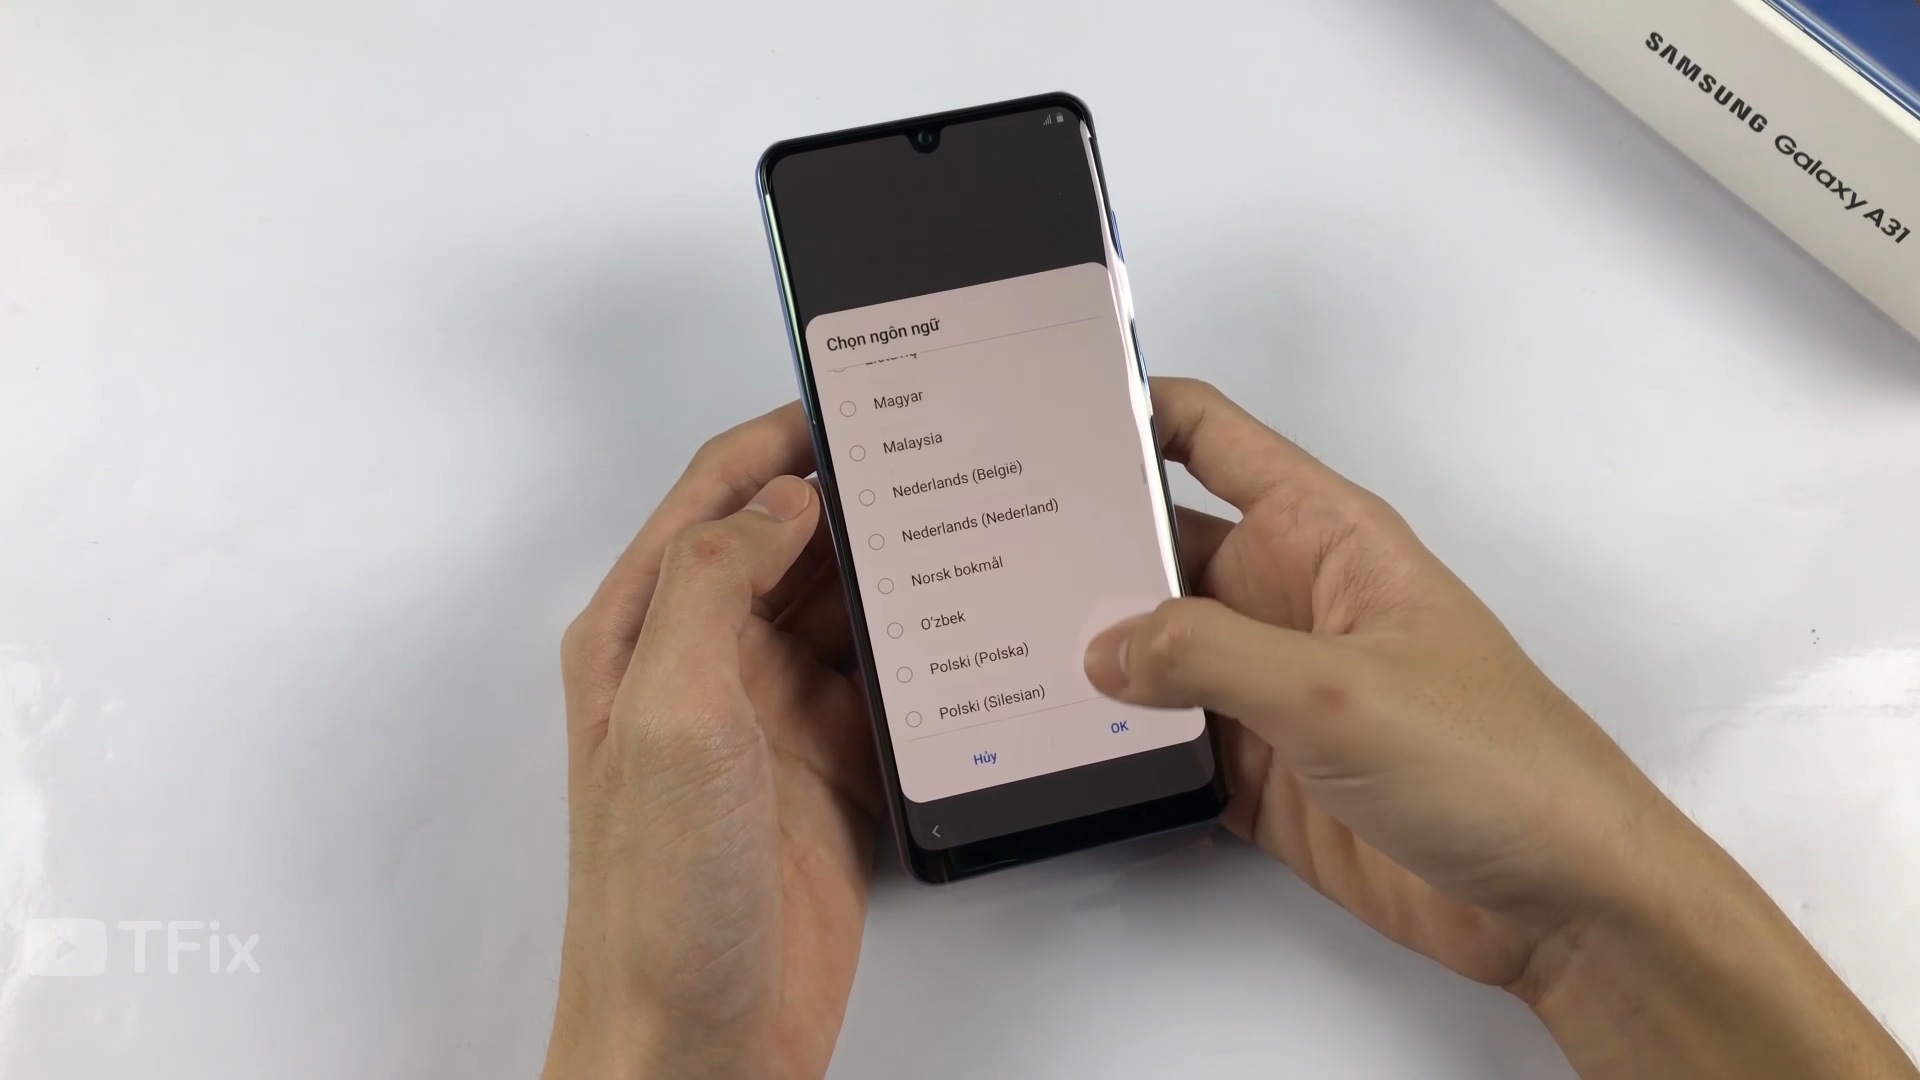 SAMSUNG Galaxy A31
Chọn ngôn ngữ
Magyar
Malaysia
Nederlands (België)
Nederlands (Nederland)
Norsk bokmål
O‘zbek
Polski (Polska)
Polski (Silesian)
Hủy
OK
TFix